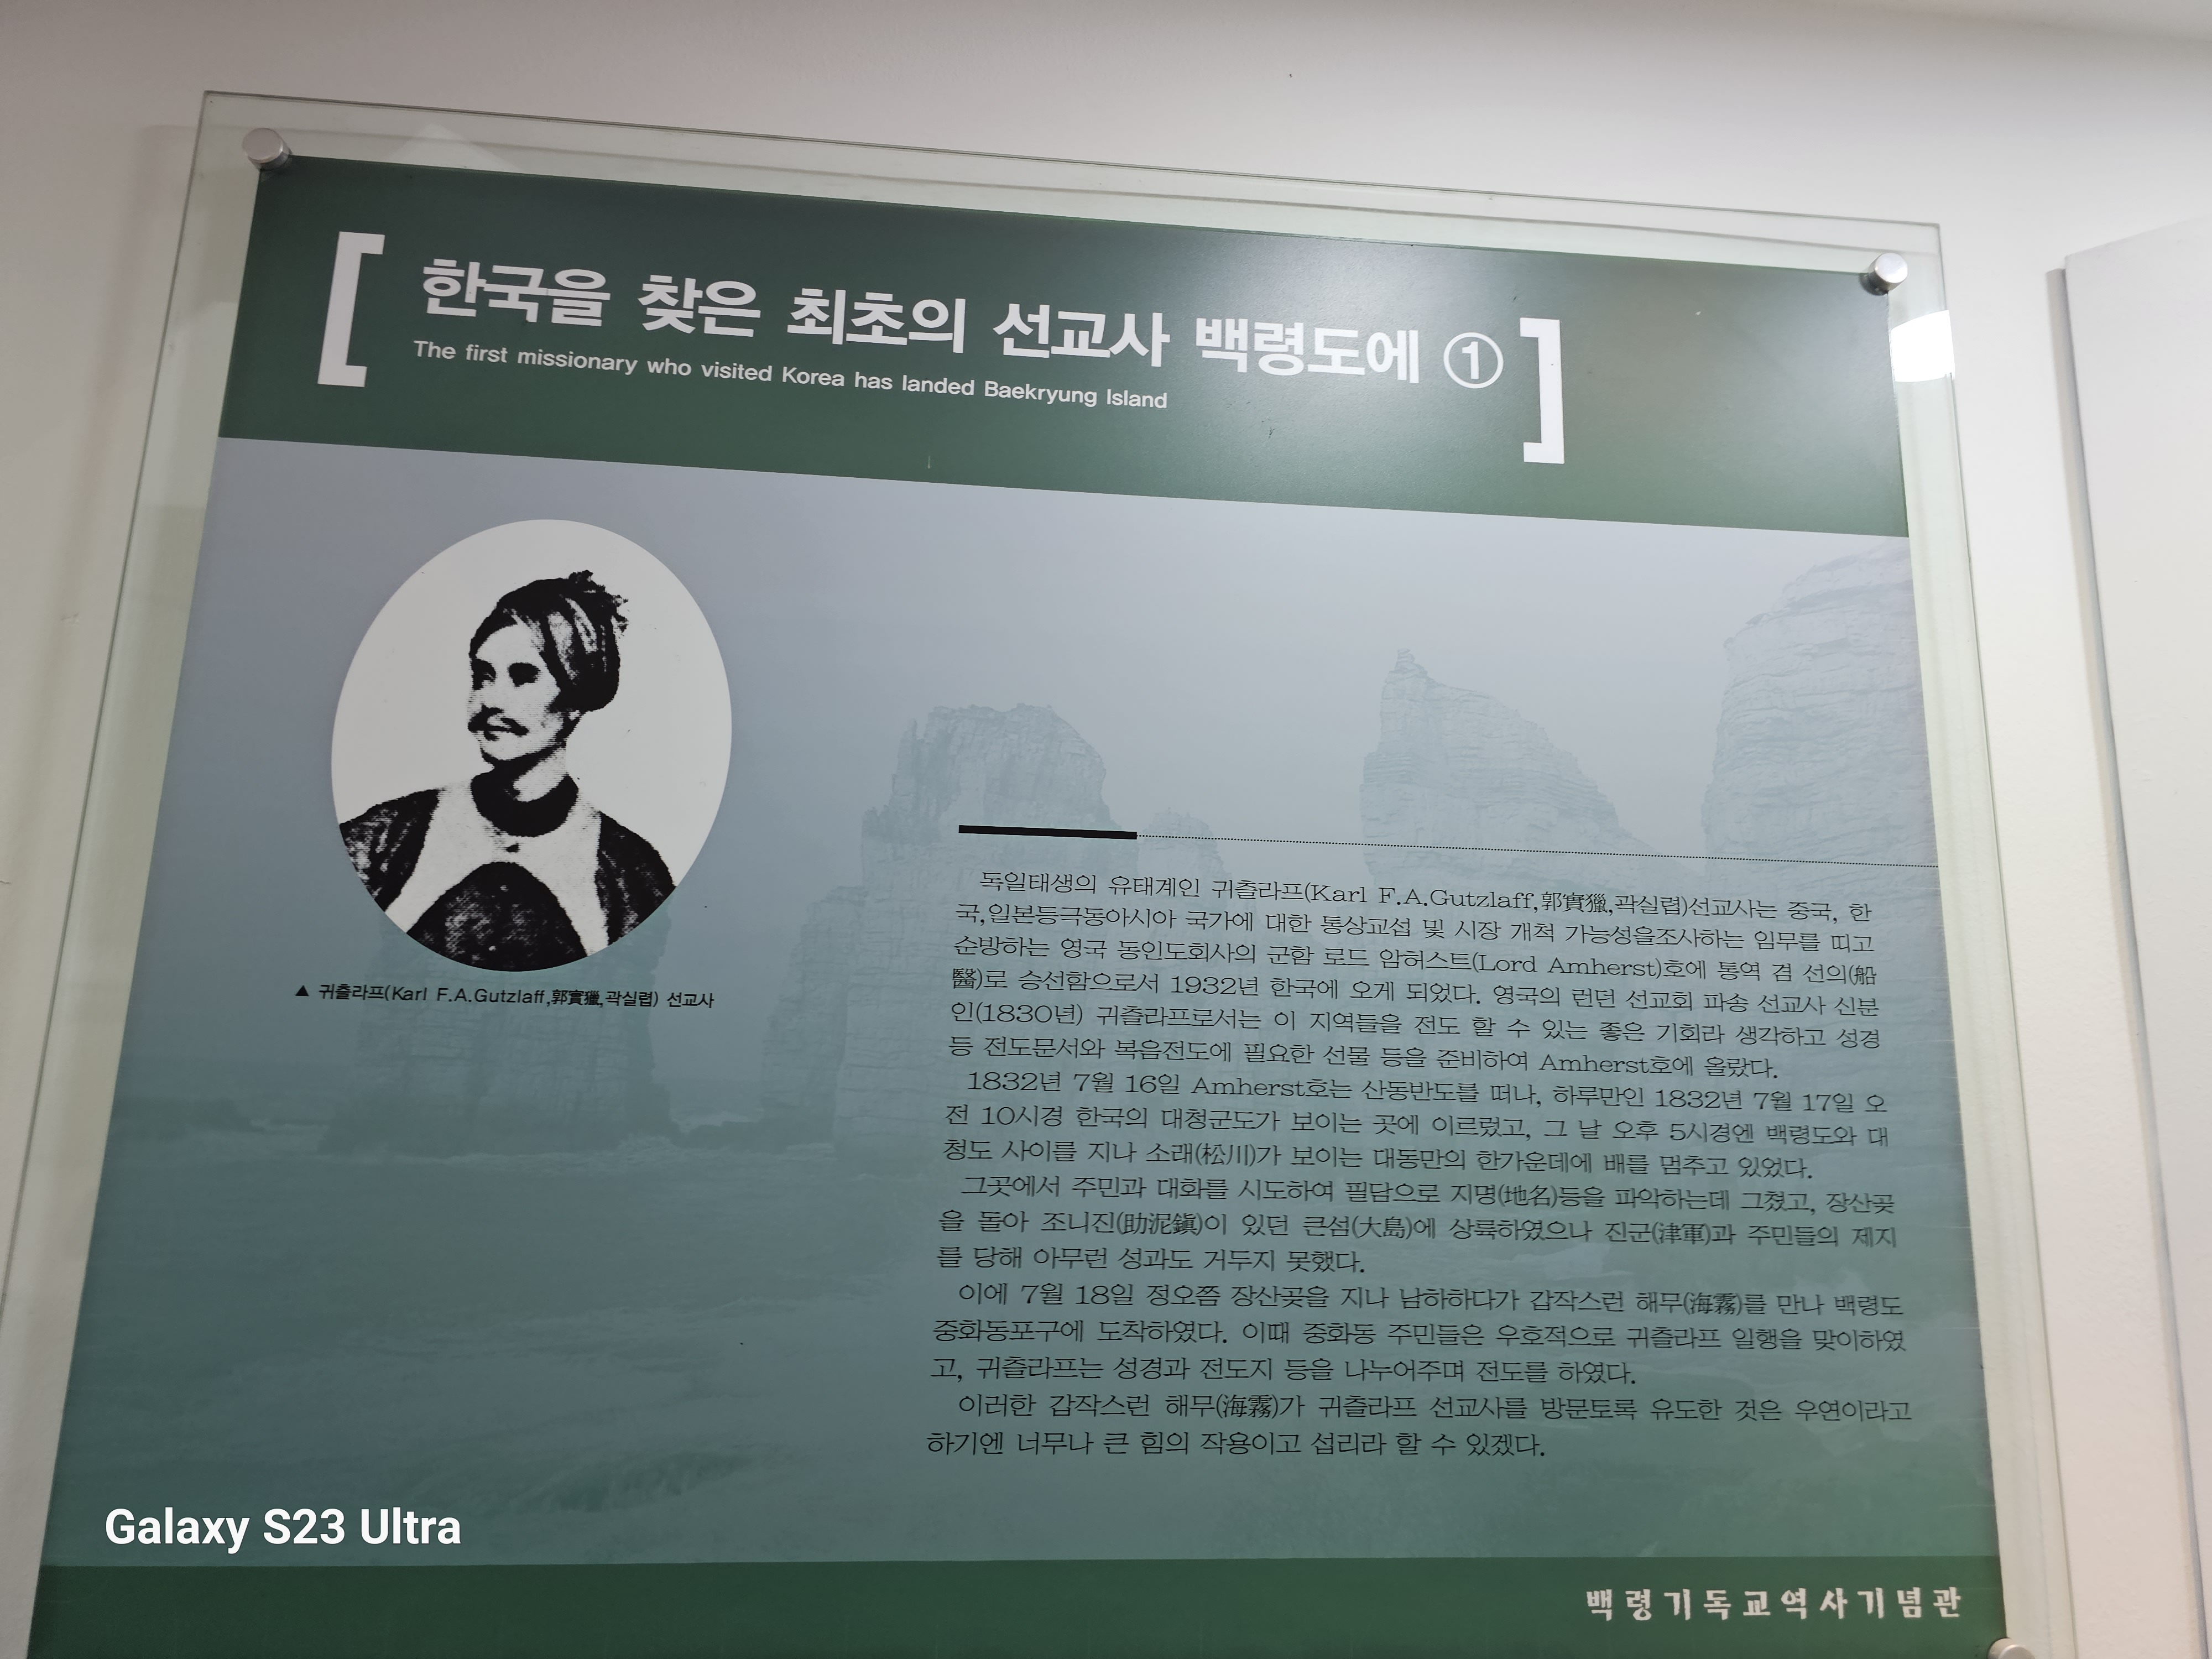 한국을 찾은 최초의 선교사 백령도에 ①
The first missionary who visited Korea has landed Baekryung Island
▲ 귀츨라프(Karl F.A.Gutzlaff,郭實獵,곽실렵) 선교사
독일태생의 유태계인 귀츨라프(Karl F.A.Gutzlaff,郭實獵,곽실렵)선교사는 중국, 한
국,일본등극동아시아 국가에 대한 통상교섭 및 시장 개척 가능성을조사하는 임무를 띠고
순방하는 영국 동인도회사의 군함 로드 암허스트(Lord Amherst)호에 통역 겸 선의(船
醫)로 승선함으로서 1932년 한국에 오게 되었다. 영국의 런던 선교회 파송 선교사 신분
인(1830년) 귀츨라프로서는 이 지역들을 전도 할 수 있는 좋은 기회라 생각하고 성경
등 전도문서와 복음전도에 필요한 선물 등을 준비하여 Amherst호에 올랐다.
1832년 7월 16일 Amherst호는 산동반도를 떠나, 하루만인 1832년 7월 17일 오
전 10시경 한국의 대청군도가 보이는 곳에 이르렀고, 그 날 오후 5시경엔 백령도와 대
청도 사이를 지나 소래(松川)가 보이는 대동만의 한가운데에 배를 멈추고 있었다.
그곳에서 주민과 대화를 시도하여 필담으로 지명(地名)등을 파악하는데 그쳤고, 장산곶
을 돌아 조니진(助泥鎭)이 있던 큰섬(大島)에 상륙하였으나 진군(津軍)과 주민들의 제지
를 당해 아무런 성과도 거두지 못했다.
이에 7월 18일 정오쯤 장산곶을 지나 남하하다가 갑작스런 해무(海霧)를 만나 백령도
중화동포구에 도착하였다. 이때 중화동 주민들은 우호적으로 귀츨라프 일행을 맞이하였
고, 귀츨라프는 성경과 전도지 등을 나누어주며 전도를 하였다.
이러한 갑작스런 해무(海霧)가 귀츨라프 선교사를 방문토록 유도한 것은 우연이라고
하기엔 너무나 큰 힘의 작용이고 섭리라 할 수 있겠다.
Galaxy S23 Ultra
백령기독교역사기념관